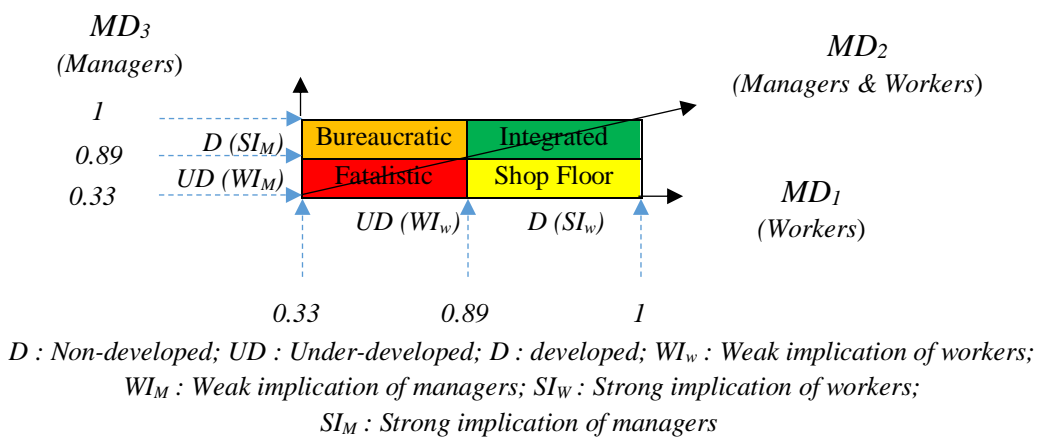 MD3
(Managers)
MD2
(Managers & Workers)
1
D (SIM)
Bureaucratic
Integrated
0.89
UD (WIM)
Fatalistic
Shop Floor
0.33
MD1
(Workers)
UD (WIw)
D (SIw)
0.33
0.89
1
D : Non-developed; UD : Under-developed; D : developed; WIw : Weak implication of workers;
WIM : Weak implication of managers; SIW : Strong implication of workers;
SIM : Strong implication of managers